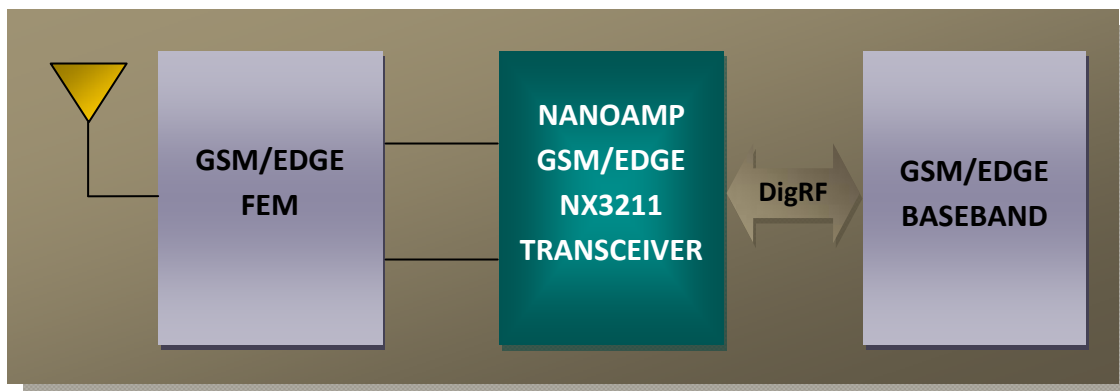 GSM/EDGE
FEM
NANOAMP
GSM/EDGE
NX3211
TRANSCEIVER
DigRF
GSM/EDGE
BASEBAND